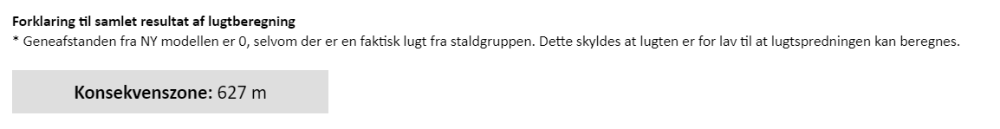 Forklaring til samlet resultat af lugtberegning
* Geneafstanden fra NY modellen er 0, selvom der er en faktisk lugt fra staldgruppen. Dette skyldes at lugten er for lav til at lugtspredningen kan beregnes.
Konsekvenszone: 627 m